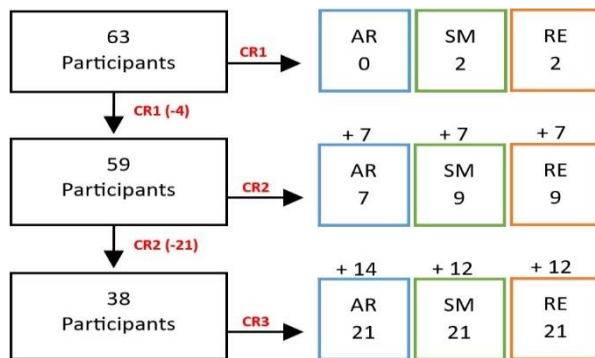 63
Participants
CR1
AR
0
SM
2
RE
2
CR1 (-4)
+ 7
+ 7
+ 7
59
Participants
CR2
AR
7
SM
9
RE
9
CR2 (-21)
+ 14
+ 12
+ 12
38
Participants
CR3
AR
21
SM
21
RE
21